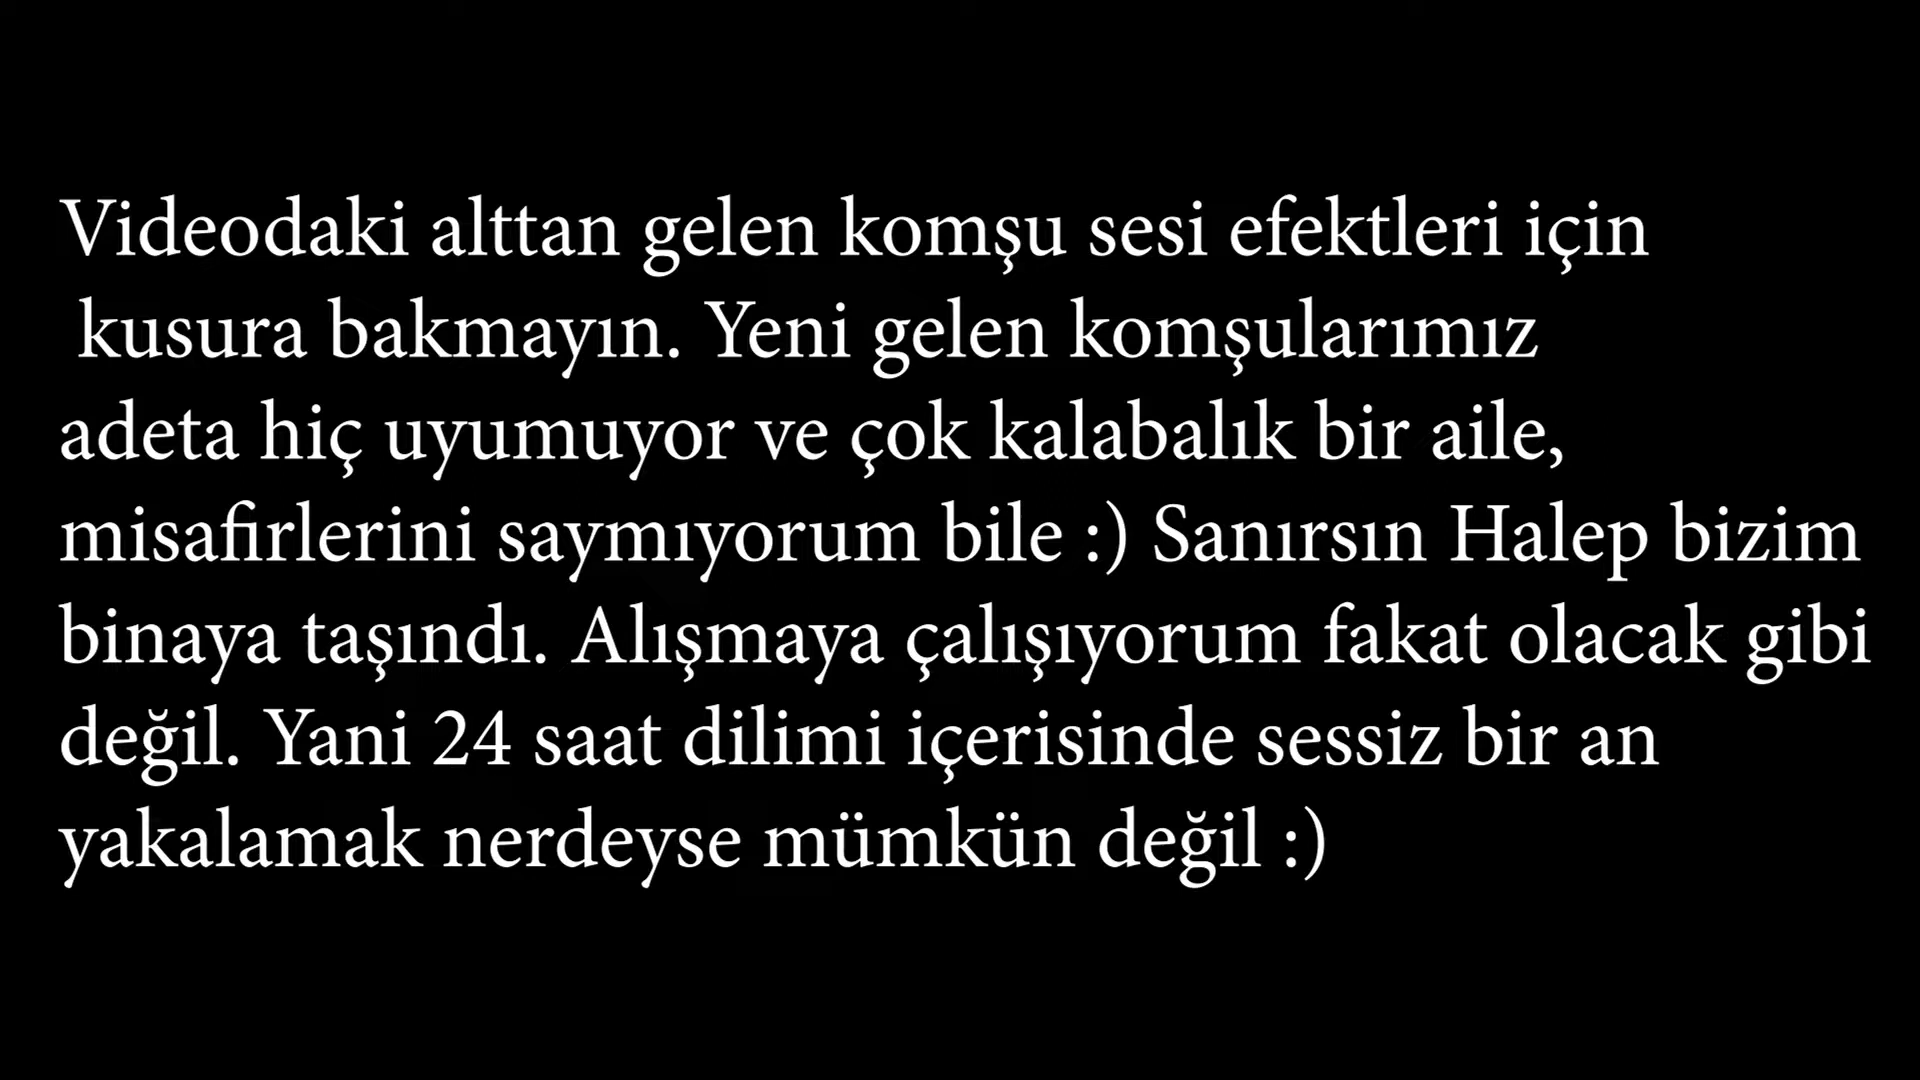 Videodaki alttan gelen komşu sesi efektleri için
kusura bakmayın. Yeni gelen komşularımız
adeta hiç uyumuyor ve çok kalabalık bir aile,
misafirlerini saymıyorum bile :) Sanırsın Halep bizim
binaya taşındı. Alışmaya çalışıyorum fakat olacak gibi
değil. Yani 24 saat dilimi içerisinde sessiz bir an
yakalamak nerdeyse mümkün değil :)